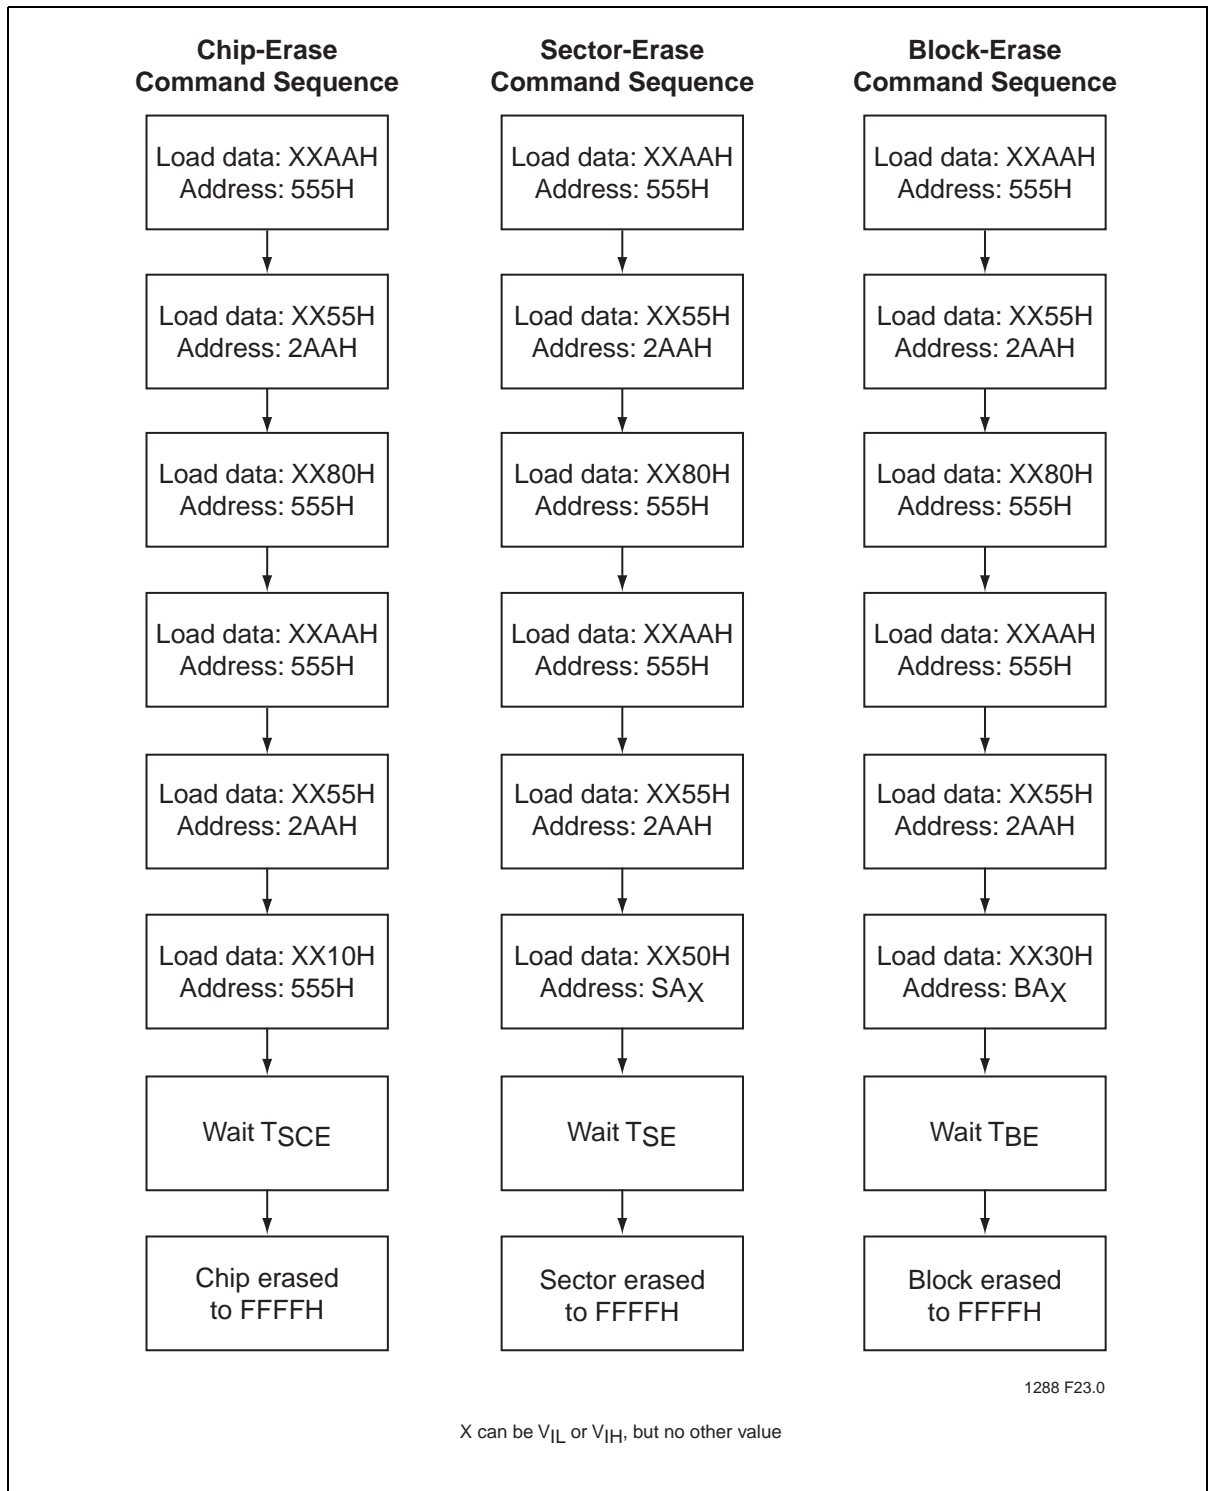 Chip-Erase
Command Sequence
Load data: XXAAH
Address: 555H
Load data: XX55H
Address: 2AAH
Load data: XX80H
Address: 555H
Load data: XXAAH
Address: 555H
Load data: XX55H
Address: 2AAH
Load data: XX10H
Address: 555H
Wait TSCE
Chip erased
to FFFFH
Sector-Erase
Command Sequence
Load data: XXAAH
Address: 555H
Load data: XX55H
Address: 2AAH
Load data: XX80H
Address: 555H
Load data: XXAAH
Address: 555H
Load data: XX55H
Address: 2AAH
Load data: XX50H
Address: SAX
Wait TSE
Sector erased
to FFFFH
Block-Erase
Command Sequence
Load data: XXAAH
Address: 555H
Load data: XX55H
Address: 2AAH
Load data: XX80H
Address: 555H
Load data: XXAAH
Address: 555H
Load data: XX55H
Address: 2AAH
Load data: XX30H
Address: BAX
Wait TBE
Block erased
to FFFFH
1288 F23.0
X can be VIL or VIH, but no other value